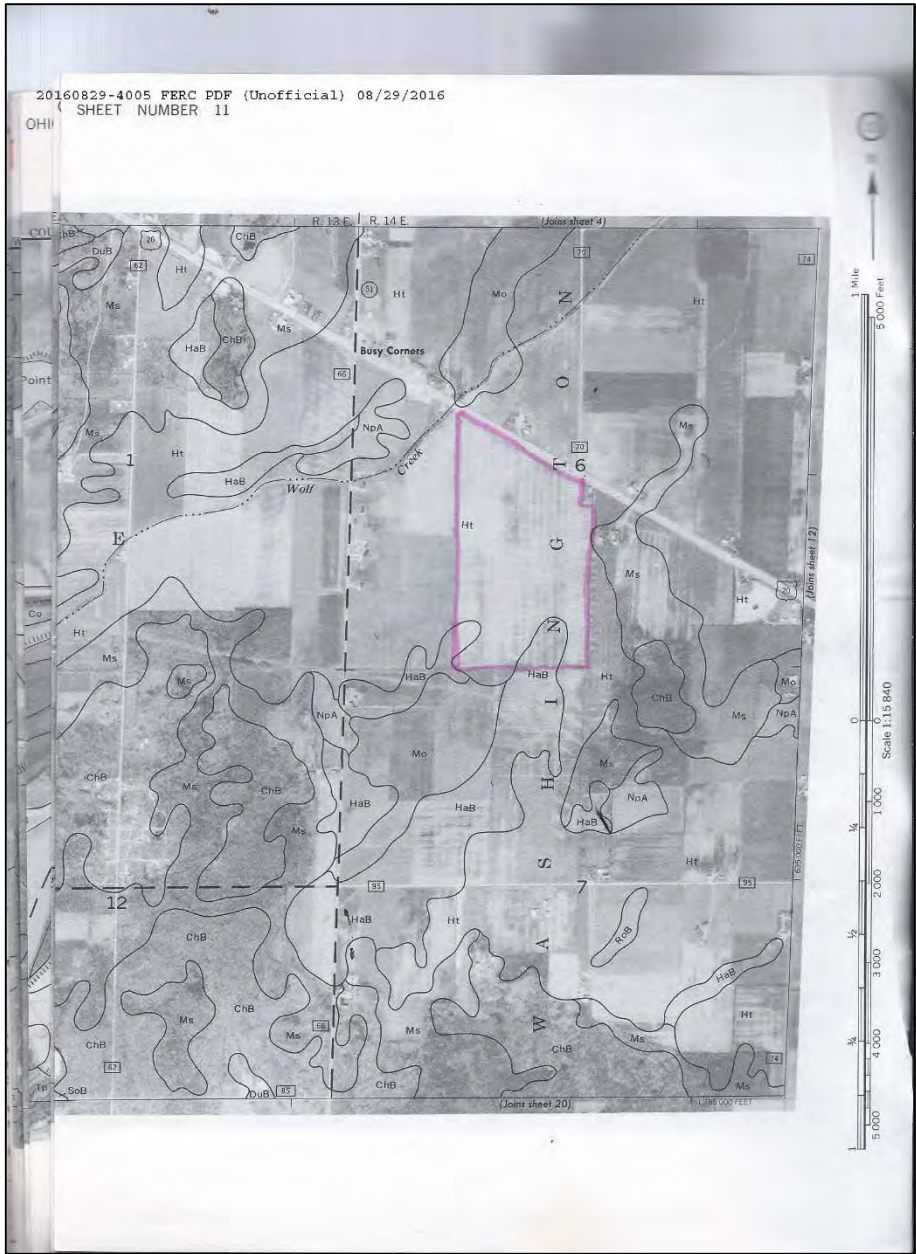 20160829-4005 FERC PDF (Unofficial) 08/29/2016
SHEET NUMBER 11
OHI
R. 13 E. R. 14 E.
(Joins sheet 4)
COU
ChB
DuB
20
62
Ht
ChB
51
Ht
Mo
70
74
Ht
N
Ms
HaB
ChB
Ms
Busy Corners
66
O
Point
Ms
NpA
Creek
70
Ms
1
Ht
HaB
Wolf
T
6
E
Ht
G
Ms
20
(Joins sheet 12)
Co
Ht
Ht
Ms
N
Ms
HaB
HaB
Ht
ChB
Mo
NpA
I
Ms
NpA
ChB
Ms
ChB
Mo
Ms
HaB
HaB
H
NpA
Ms
HaB
Ht
S
12
95
7
95
HaB
Ht
A
RoB
ChB
HaB
Ms
ChB
Ms
66
Ms
W
ChB
Ms
Ht
ChB
62
74
Ms
Tp
SoB
DuB
65
ChB
(Joins sheet 20)
1 Mile
5 000 Feet
0
0
Scale 1:15 840
1 000
¼
2 000
½
3 000
¾
4 000
1
5 000